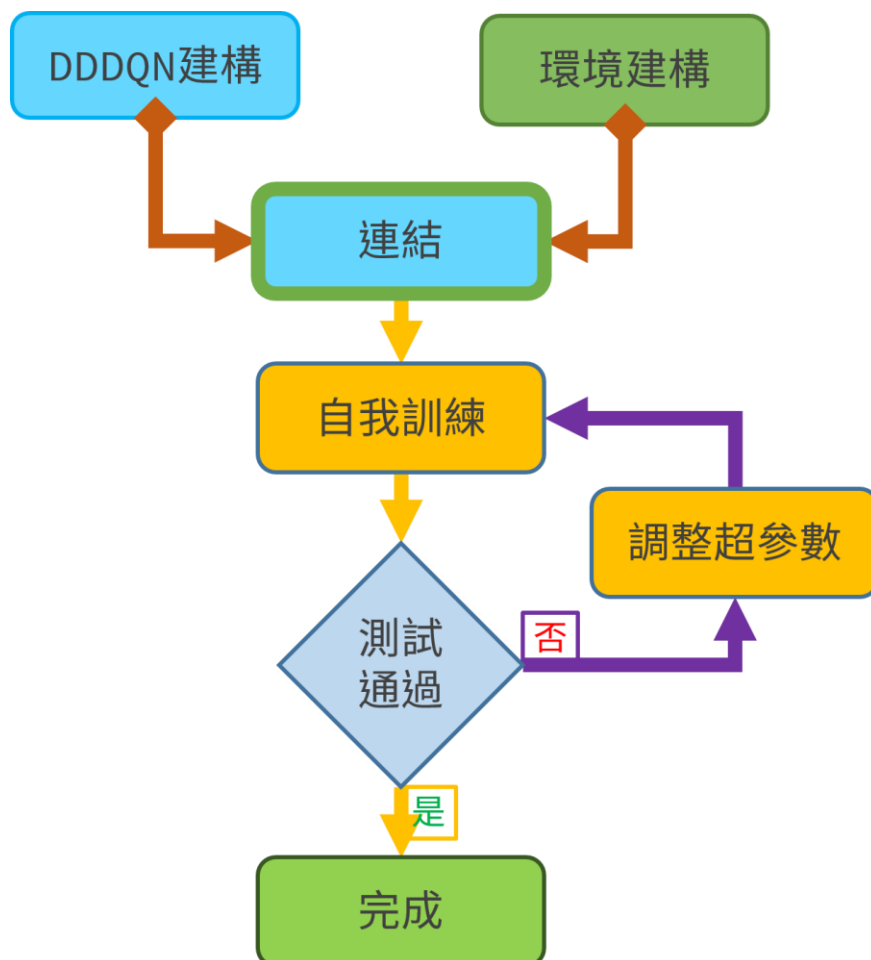 DDDQN建構
環境建構
連結
自我訓練
調整超參數
測試
通過
否
是
完成